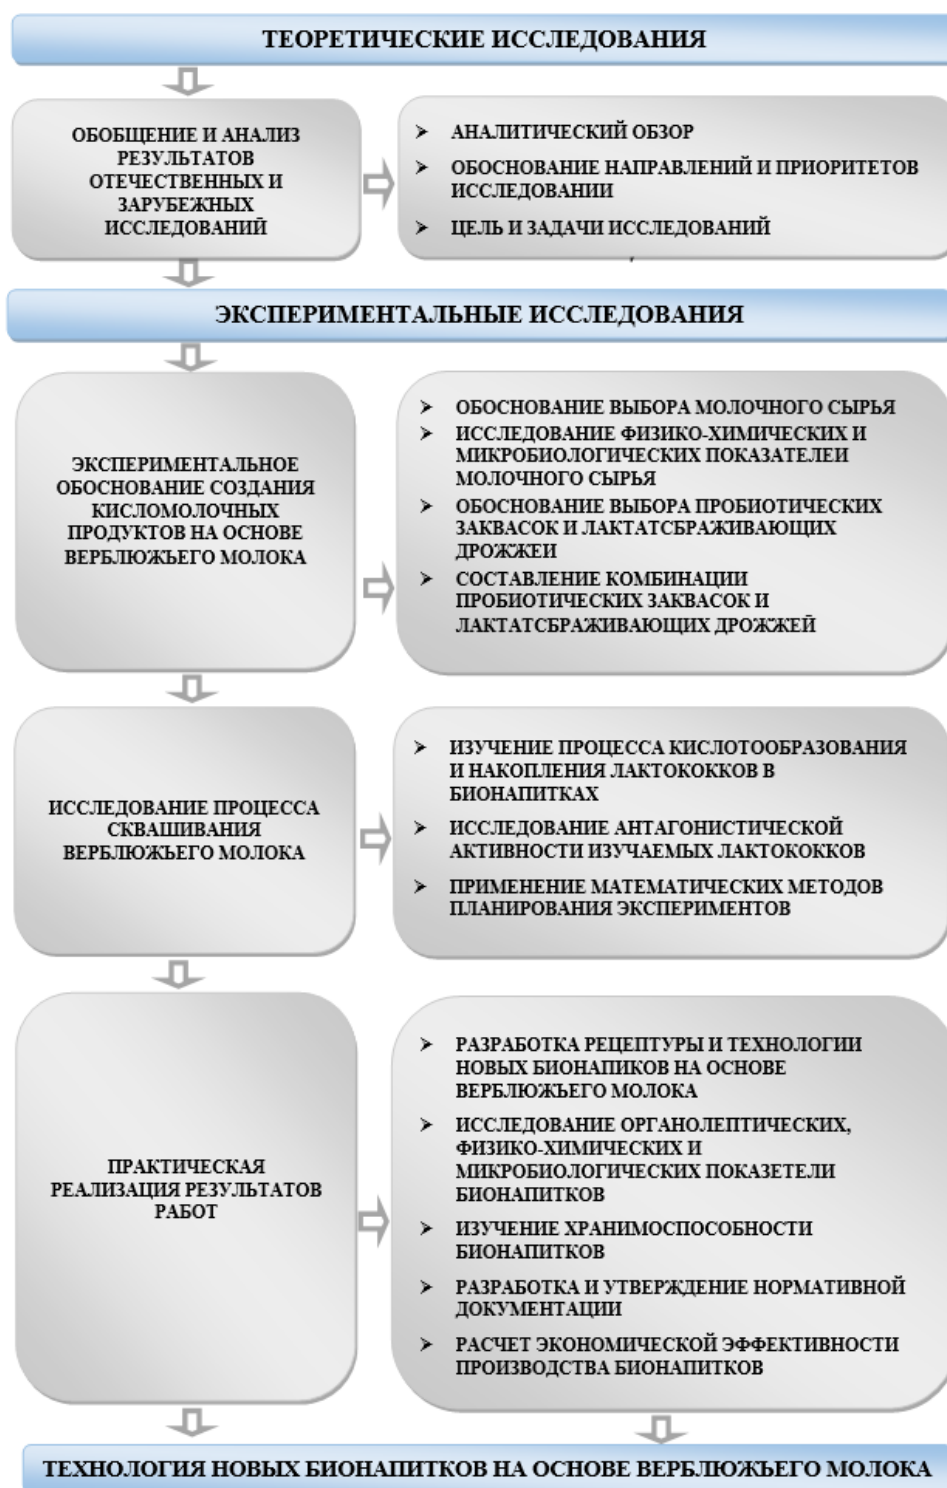 ТЕОРЕТИЧЕСКИЕ ИССЛЕДОВАНИЯ
ОБОБЩЕНИЕ И АНАЛИЗ
РЕЗУЛЬТАТОВ
ОТЕЧЕСТВЕННЫХ И
ЗАРУБЕЖНЫХ
ИССЛЕДОВАНИЙ
➢ АНАЛИТИЧЕСКИЙ ОБЗОР
➢ ОБОСНОВАНИЕ НАПРАВЛЕНИЙ И ПРИОРИТЕТОВ
ИССЛЕДОВАНИИ
➢ ЦЕЛЬ И ЗАДАЧИ ИССЛЕДОВАНИЙ
ЭКСПЕРИМЕНТАЛЬНЫЕ ИССЛЕДОВАНИЯ
ЭКСПЕРИМЕНТАЛЬНОЕ
ОБОСНОВАНИЕ СОЗДАНИЯ
КИСЛОМОЛОЧНЫХ
ПРОДУКТОВ НА ОСНОВЕ
ВЕРБЛЮЖЬЕГО МОЛОКА
➢ ОБОСНОВАНИЕ ВЫБОРА МОЛОЧНОГО СЫРЬЯ
➢ ИССЛЕДОВАНИЕ ФИЗИКО-ХИМИЧЕСКИХ И
МИКРОБИОЛОГИЧЕСКИХ ПОКАЗАТЕЛЕИ
МОЛОЧНОГО СЫРЬЯ
➢ ОБОСНОВАНИЕ ВЫБОРА ПРОБИОТИЧЕСКИХ
ЗАКВАСОК И ЛАКТАТСБРАЖИВАЮЩИХ
ДРОЖЖЕИ
➢ СОСТАВЛЕНИЕ КОМБИНАЦИИ
ПРОБИОТИЧЕСКИХ ЗАКВАСОК И
ЛАКТАТСБРАЖИВАЮЩИХ ДРОЖЖЕЙ
ИССЛЕДОВАНИЕ ПРОЦЕССА
СКВАШИВАНИЯ
ВЕРБЛЮЖЬЕГО МОЛОКА
➢ ИЗУЧЕНИЕ ПРОЦЕССА КИСЛОТООБРАЗОВАНИЯ
И НАКОПЛЕНИЯ ЛАКТОКОККОВ В
БИОНАПИТКАХ
➢ ИССЛЕДОВАНИЕ АНТАГОНИСТИЧЕСКОЙ
АКТИВНОСТИ ИЗУЧАЕМЫХ ЛАКТОКОККОВ
➢ ПРИМЕНЕНИЕ МАТЕМАТИЧЕСКИХ МЕТОДОВ
ПЛАНИРОВАНИЯ ЭКСПЕРИМЕНТОВ
ПРАКТИЧЕСКАЯ
РЕАЛИЗАЦИЯ РЕЗУЛЬТАТОВ
РАБОТ
➢ РАЗРАБОТКА РЕЦЕПТУРЫ И ТЕХНОЛОГИИ
НОВЫХ БИОНАПИКОВ НА ОСНОВЕ
ВЕРБЛЮЖЬЕГО МОЛОКА
➢ ИССЛЕДОВАНИЕ ОРГАНОЛЕПТИЧЕСКИХ,
ФИЗИКО-ХИМИЧЕСКИХ И
МИКРОБИОЛОГИЧЕСКИХ ПОКАЗЕТЕЛИ
БИОНАПИТКОВ
➢ ИЗУЧЕНИЕ ХРАНИМОСПОСОБНОСТИ
БИОНАПИТКОВ
➢ РАЗРАБОТКА И УТВЕРЖДЕНИЕ НОРМАТИВНОЙ
ДОКУМЕНТАЦИИ
➢ РАСЧЕТ ЭКОНОМИЧЕСКОЙ ЭФФЕКТИВНОСТИ
ПРОИЗВОДСТВА БИОНАПИТКОВ
ТЕХНОЛОГИЯ НОВЫХ БИОНАПИТКОВ НА ОСНОВЕ ВЕРБЛЮЖЬЕГО МОЛОКА